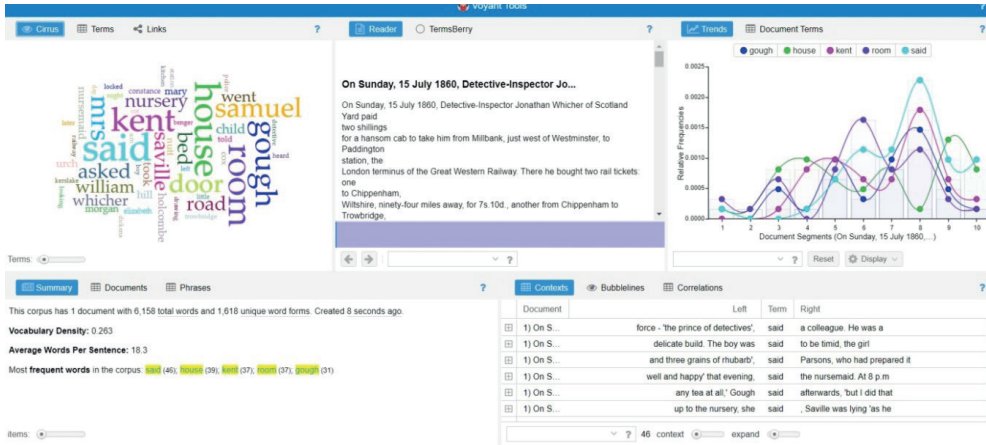 Voyant Tools
?
Cirrus Terms Links ?
Reader TermsBerry ?
Trends Document Terms ?
locked
constance mary
nursery
went
nursemaid
kent
house
samuel
child
gough
mrs
said
saville
bed
told
heard
left
asked
took
door
room
little
william
whicher
hill
holcombe
road
morgan
elizabeth
drawing
trowbridge
urch
kerslake
benger
Terms:
On Sunday, 15 July 1860, Detective-Inspector Jo...
On Sunday, 15 July 1860, Detective-Inspector Jonathan Whicher of Scotland
Yard paid
two shillings
for a hansom cab to take him from Millbank, just west of Westminster, to
Paddington
station, the
London terminus of the Great Western Railway. There he bought two rail tickets:
one
to Chippenham,
Wiltshire, ninety-four miles away, for 7s.10d., another from Chippenham to
Trowbridge,
?
gough house kent room said
0.0025
0.0020
0.0015
0.0010
0.0005
0.0000
Relative Frequencies
1 2 3 4 5 6 7 8 9 10
Document Segments (On Sunday, 15 July 1860,...)
? Reset Display
Summary Documents Phrases ?
This corpus has 1 document with 6,158 total words and 1,618 unique word forms. Created 8 seconds ago.
Vocabulary Density: 0.263
Average Words Per Sentence: 18.3
Most frequent words in the corpus: said (46); house (39); kent (37); room (37); gough (31)
items:
Contexts Bubblelines Correlations ?
Document Left Term Right
1) On S... force - 'the prince of detectives', said a colleague. He was a
1) On S... delicate build. The boy was said to be timid, the girl
1) On S... and three grains of rhubarb', said Parsons, who had prepared it
1) On S... well and happy' that evening, said the nursemaid. At 8 p.m
1) On S... any tea at all,' Gough said afterwards, 'but I did that
1) On S... up to the nursery, she said , Saville was lying 'as he
? 46 context expand